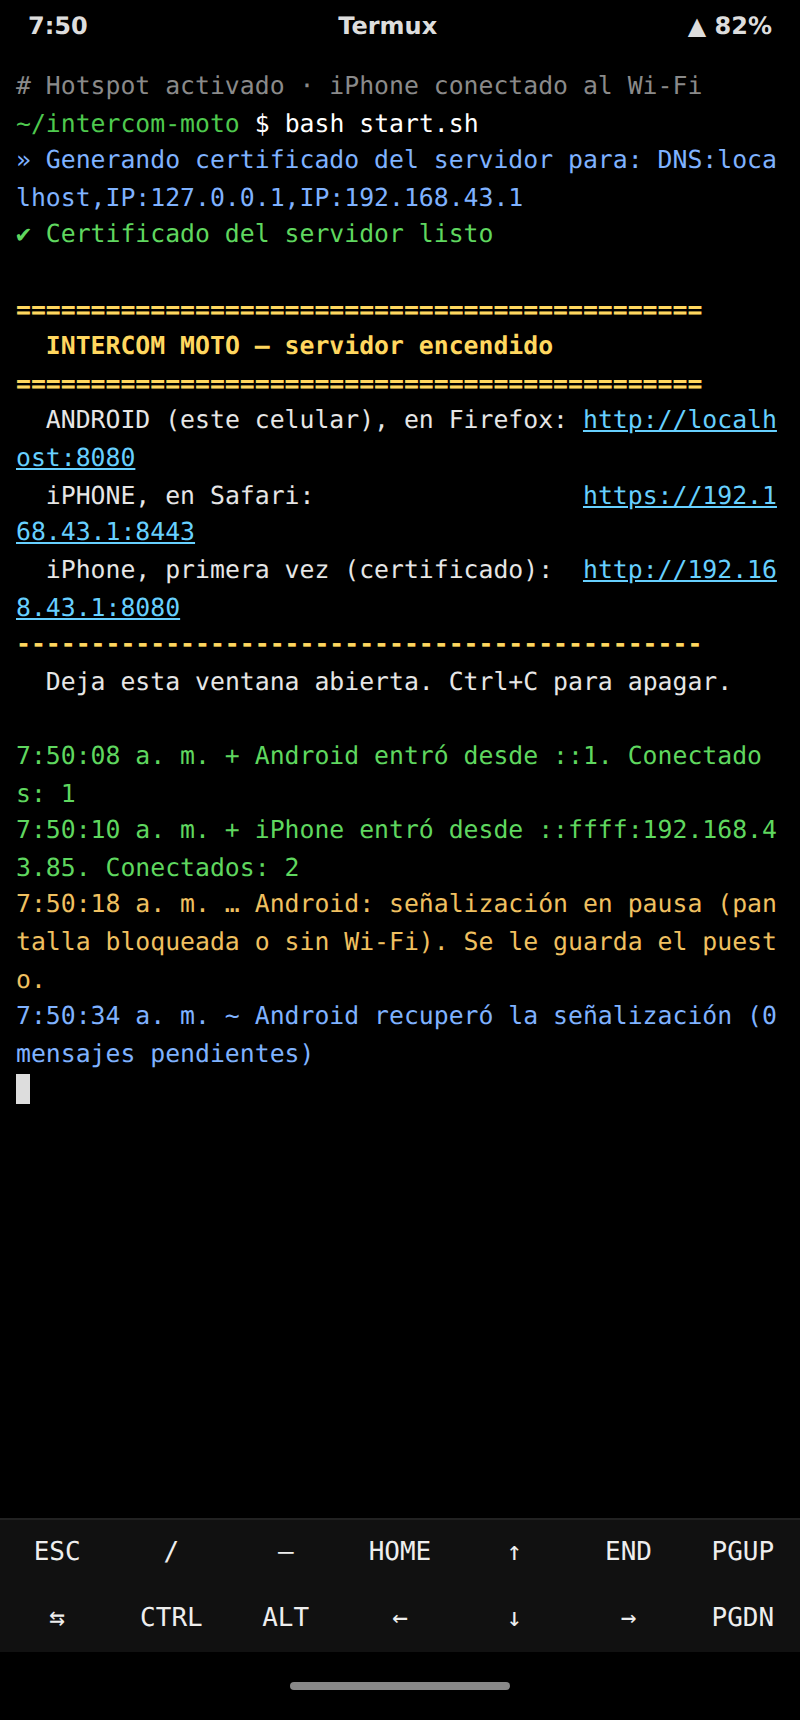 7:50 Termux ▲ 82%
# Hotspot activado · iPhone conectado al Wi-Fi
~/intercom-moto $ bash start.sh
» Generando certificado del servidor para: DNS:loca
lhost,IP:127.0.0.1,IP:192.168.43.1
✔ Certificado del servidor listo
==============================================
INTERCOM MOTO — servidor encendido
==============================================
ANDROID (este celular), en Firefox: http://localh
ost:8080
iPHONE, en Safari: https://192.1
68.43.1:8443
iPhone, primera vez (certificado): http://192.16
8.43.1:8080
----------------------------------------------
Deja esta ventana abierta. Ctrl+C para apagar.
7:50:08 a. m. + Android entró desde ::1. Conectado
s: 1
7:50:10 a. m. + iPhone entró desde ::ffff:192.168.4
3.85. Conectados: 2
7:50:18 a. m. … Android: señalización en pausa (pan
talla bloqueada o sin Wi-Fi). Se le guarda el puest
o.
7:50:34 a. m. ~ Android recuperó la señalización (0
mensajes pendientes)
ESC / — HOME ↑ END PGUP
⇆ CTRL ALT ← ↓ → PGDN